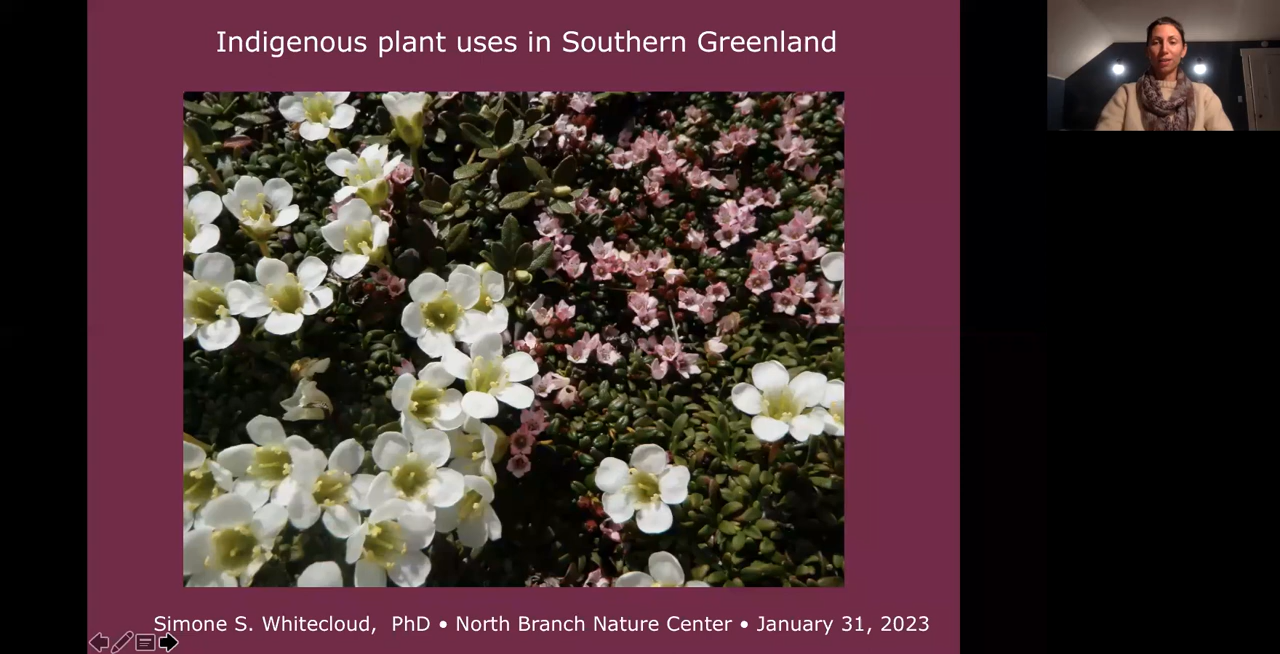 Indigenous plant uses in Southern Greenland
Simone S. Whitecloud, PhD • North Branch Nature Center • January 31, 2023